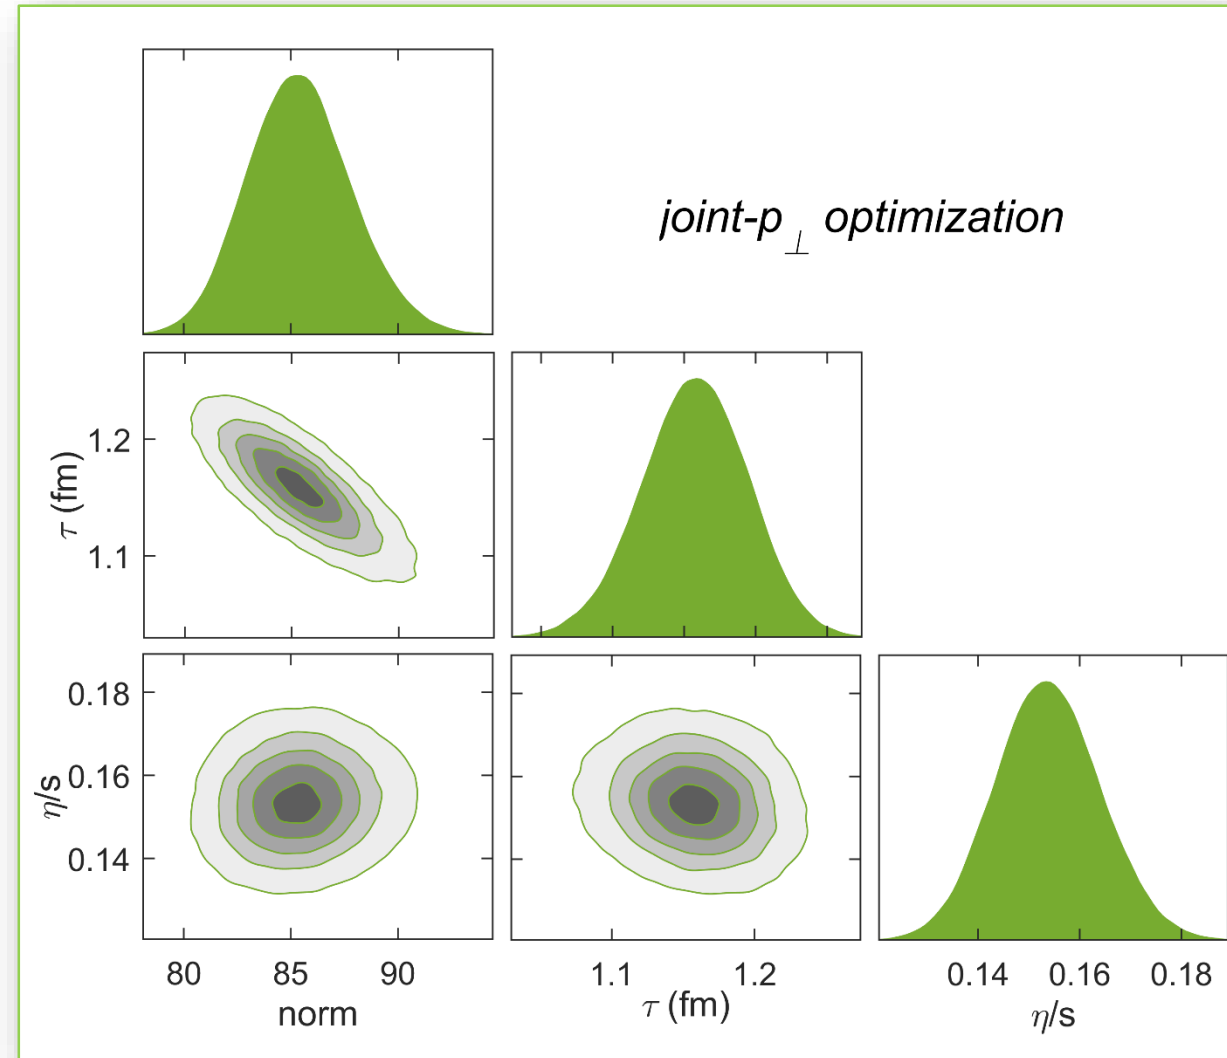 joint-p⊥ optimization
1.2
1.1
τ (fm)
0.18
0.16
0.14
η/s
80 85 90
norm
1.1 1.2
τ (fm)
0.14 0.16 0.18
η/s